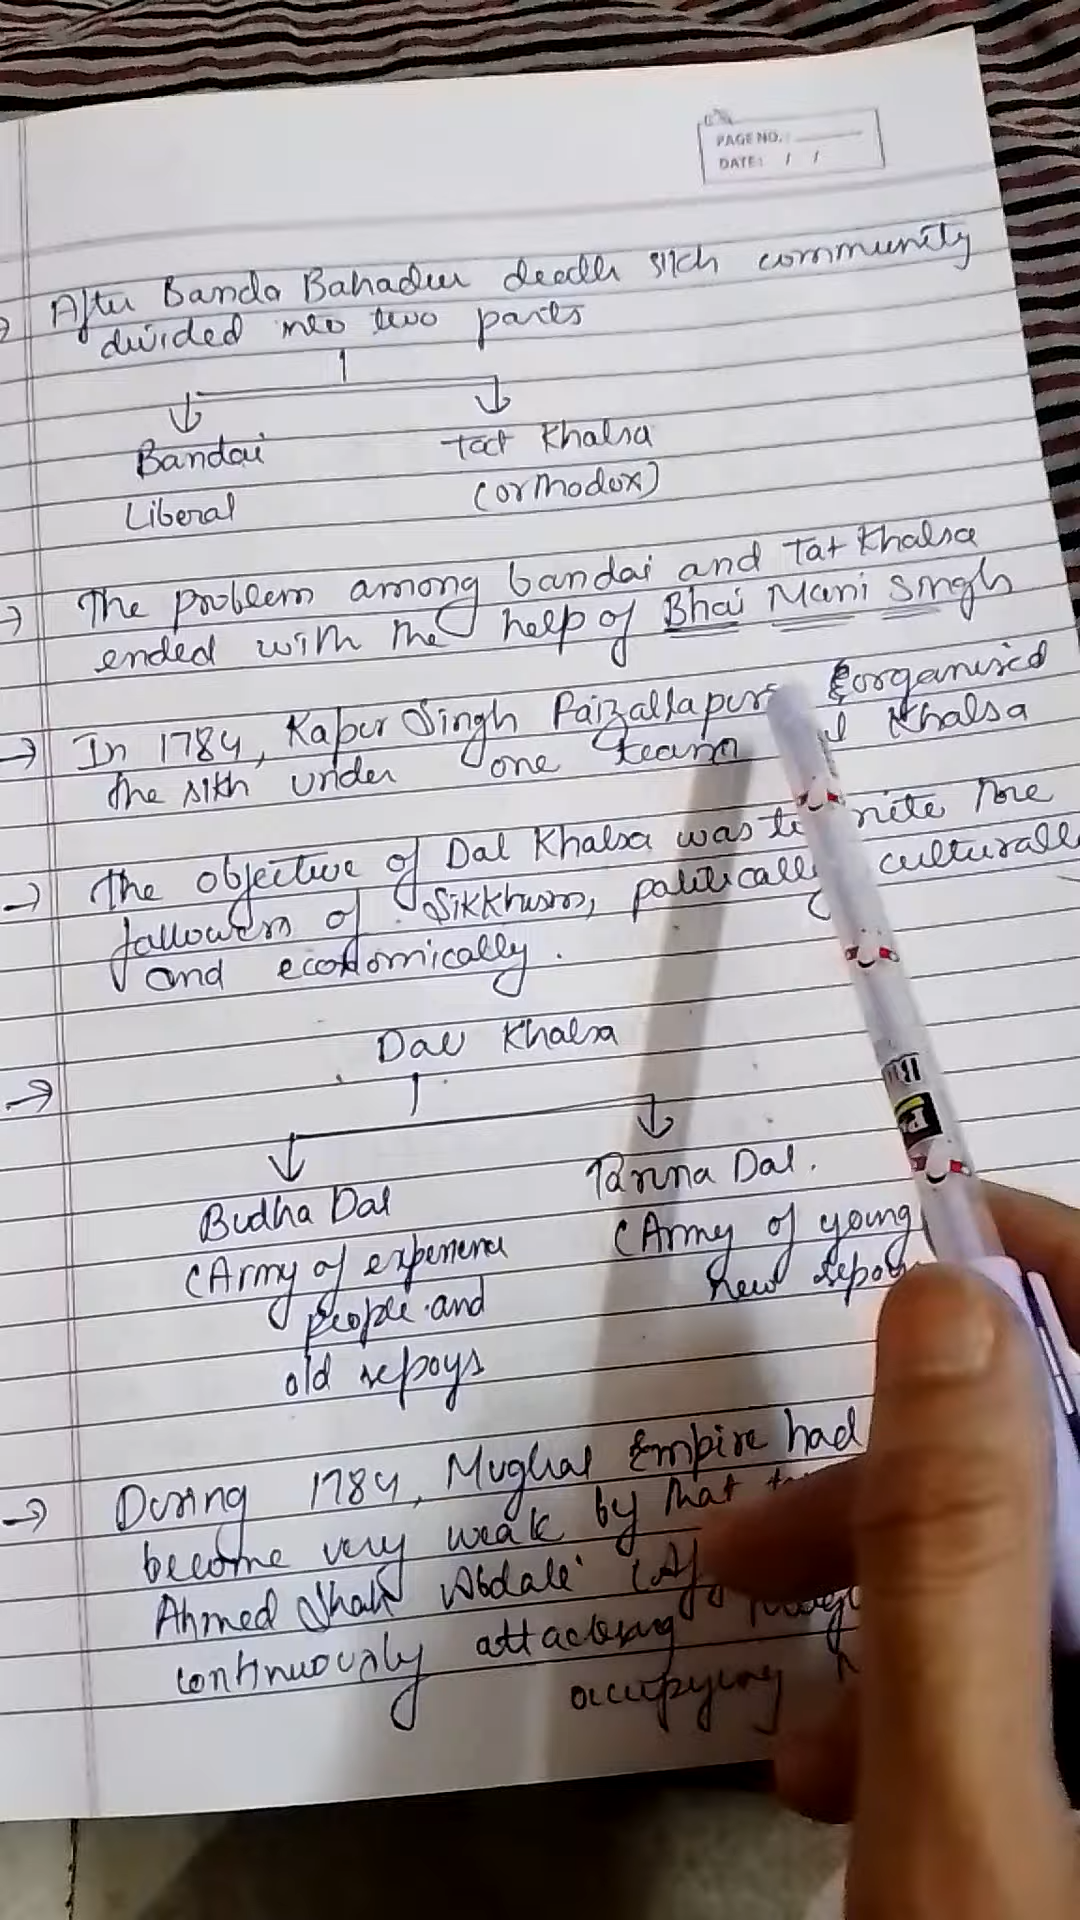 PAGE NO.:
DATE: / /
After Banda Bahadur death sikh community
divided into two parts
Bandai
Tat Khalsa
Liberal
(orthodox)
The problem among bandai and Tat Khalsa
ended with the help of Bhai Mani Singh
In 1784, Kapur Singh Faizallapura organised
the sikh under one team Khalsa
The objective of Dal Khalsa was to nite the
followers of Sikkhism, politically culturall
and economically.
Dal Khalsa
Budha Dal
Taruna Dal.
(Army of experience
people and
old sepoys
(Army of young
new sepoy
During 1784, Mughal Empire had
become very weak by that
Ahmed Shah Abdali
continuously attacking
occupying